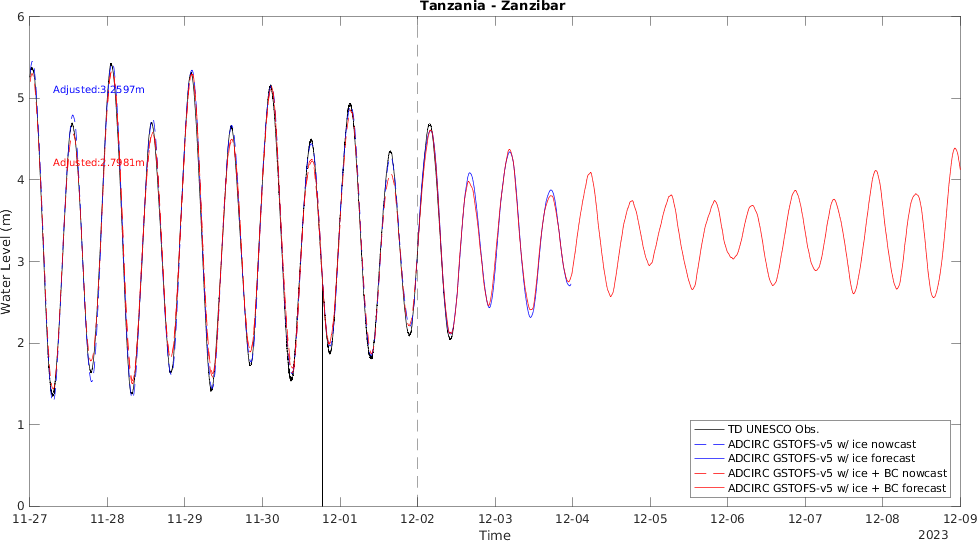 Tanzania - Zanzibar
6
5
4
3
2
1
0
Water Level (m)
Adjusted:3.2597m
Adjusted:2.7981m
TD UNESCO Obs.
ADCIRC GSTOFS-v5 w/ ice nowcast
ADCIRC GSTOFS-v5 w/ ice forecast
ADCIRC GSTOFS-v5 w/ ice + BC nowcast
ADCIRC GSTOFS-v5 w/ ice + BC forecast
11-27 11-28 11-29 11-30 12-01 12-02 12-03 12-04 12-05 12-06 12-07 12-08 12-09
Time
2023